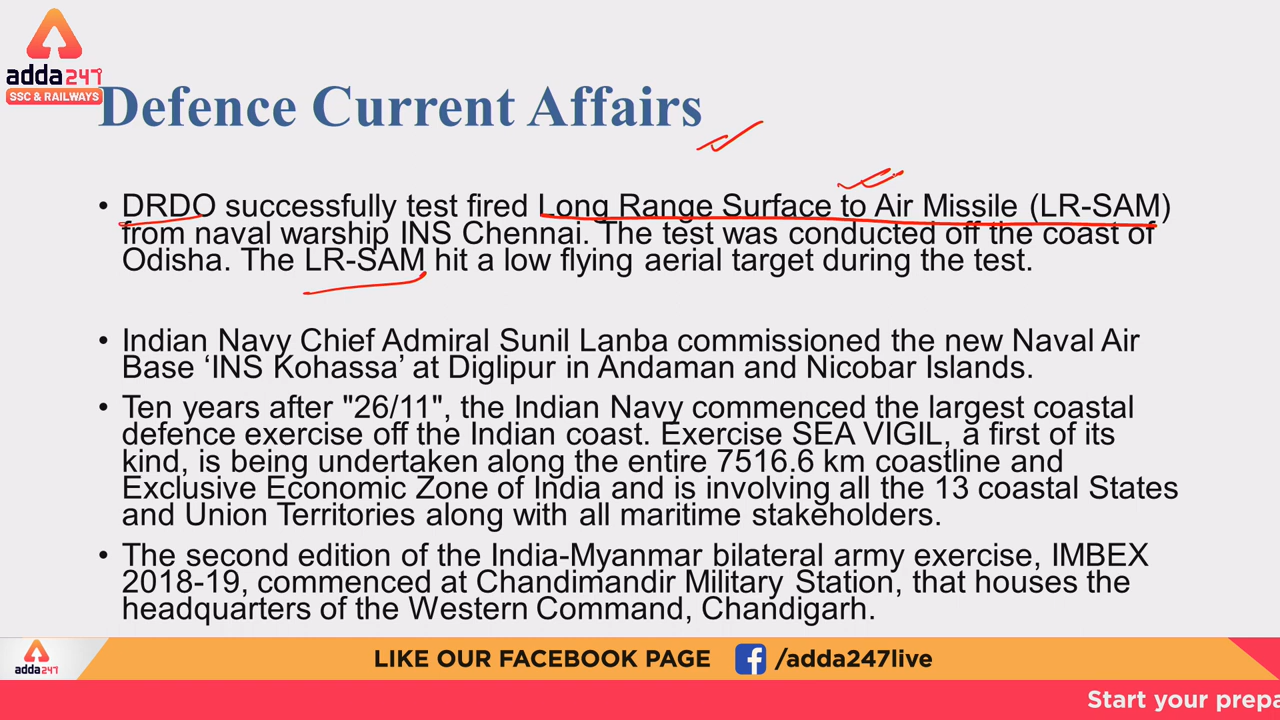 adda247
SSC & RAILWAYS
Defence Current Affairs
• DRDO successfully test fired Long Range Surface to Air Missile (LR-SAM)
from naval warship INS Chennai. The test was conducted off the coast of
Odisha. The LR-SAM hit a low flying aerial target during the test.
• Indian Navy Chief Admiral Sunil Lanba commissioned the new Naval Air
Base ‘INS Kohassa’ at Diglipur in Andaman and Nicobar Islands.
• Ten years after "26/11", the Indian Navy commenced the largest coastal
defence exercise off the Indian coast. Exercise SEA VIGIL, a first of its
kind, is being undertaken along the entire 7516.6 km coastline and
Exclusive Economic Zone of India and is involving all the 13 coastal States
and Union Territories along with all maritime stakeholders.
• The second edition of the India-Myanmar bilateral army exercise, IMBEX
2018-19, commenced at Chandimandir Military Station, that houses the
headquarters of the Western Command, Chandigarh.
adda247
LIKE OUR FACEBOOK PAGE f /adda247live
Start your prepa